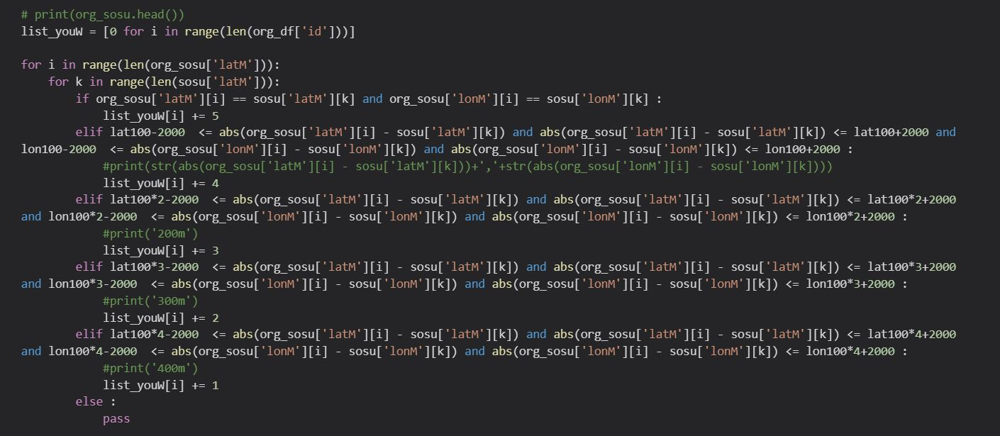 # print(org_sosu.head())
list_youW = [0 for i in range(len(org_df['id']))]
for i in range(len(org_sosu['latM'])):
for k in range(len(sosu['latM'])):
if org_sosu['latM'][i] == sosu['latM'][k] and org_sosu['lonM'][i] == sosu['lonM'][k] :
list_youW[i] += 5
elif lat100-2000  <= abs(org_sosu['latM'][i] - sosu['latM'][k]) and abs(org_sosu['latM'][i] - sosu['latM'][k]) <= lat100+2000 and
lon100-2000  <= abs(org_sosu['lonM'][i] - sosu['lonM'][k]) and abs(org_sosu['lonM'][i] - sosu['lonM'][k]) <= lon100+2000 :
#print(str(abs(org_sosu['latM'][i] - sosu['latM'][k]))+','+str(abs(org_sosu['lonM'][i] - sosu['lonM'][k])))
list_youW[i] += 4
elif lat100*2-2000  <= abs(org_sosu['latM'][i] - sosu['latM'][k]) and abs(org_sosu['latM'][i] - sosu['latM'][k]) <= lat100*2+2000
and lon100*2-2000  <= abs(org_sosu['lonM'][i] - sosu['lonM'][k]) and abs(org_sosu['lonM'][i] - sosu['lonM'][k]) <= lon100*2+2000 :
#print('200m')
list_youW[i] += 3
elif lat100*3-2000  <= abs(org_sosu['latM'][i] - sosu['latM'][k]) and abs(org_sosu['latM'][i] - sosu['latM'][k]) <= lat100*3+2000
and lon100*3-2000  <= abs(org_sosu['lonM'][i] - sosu['lonM'][k]) and abs(org_sosu['lonM'][i] - sosu['lonM'][k]) <= lon100*3+2000 :
#print('300m')
list_youW[i] += 2
elif lat100*4-2000  <= abs(org_sosu['latM'][i] - sosu['latM'][k]) and abs(org_sosu['latM'][i] - sosu['latM'][k]) <= lat100*4+2000
and lon100*4-2000  <= abs(org_sosu['lonM'][i] - sosu['lonM'][k]) and abs(org_sosu['lonM'][i] - sosu['lonM'][k]) <= lon100*4+2000 :
#print('400m')
list_youW[i] += 1
else :
pass